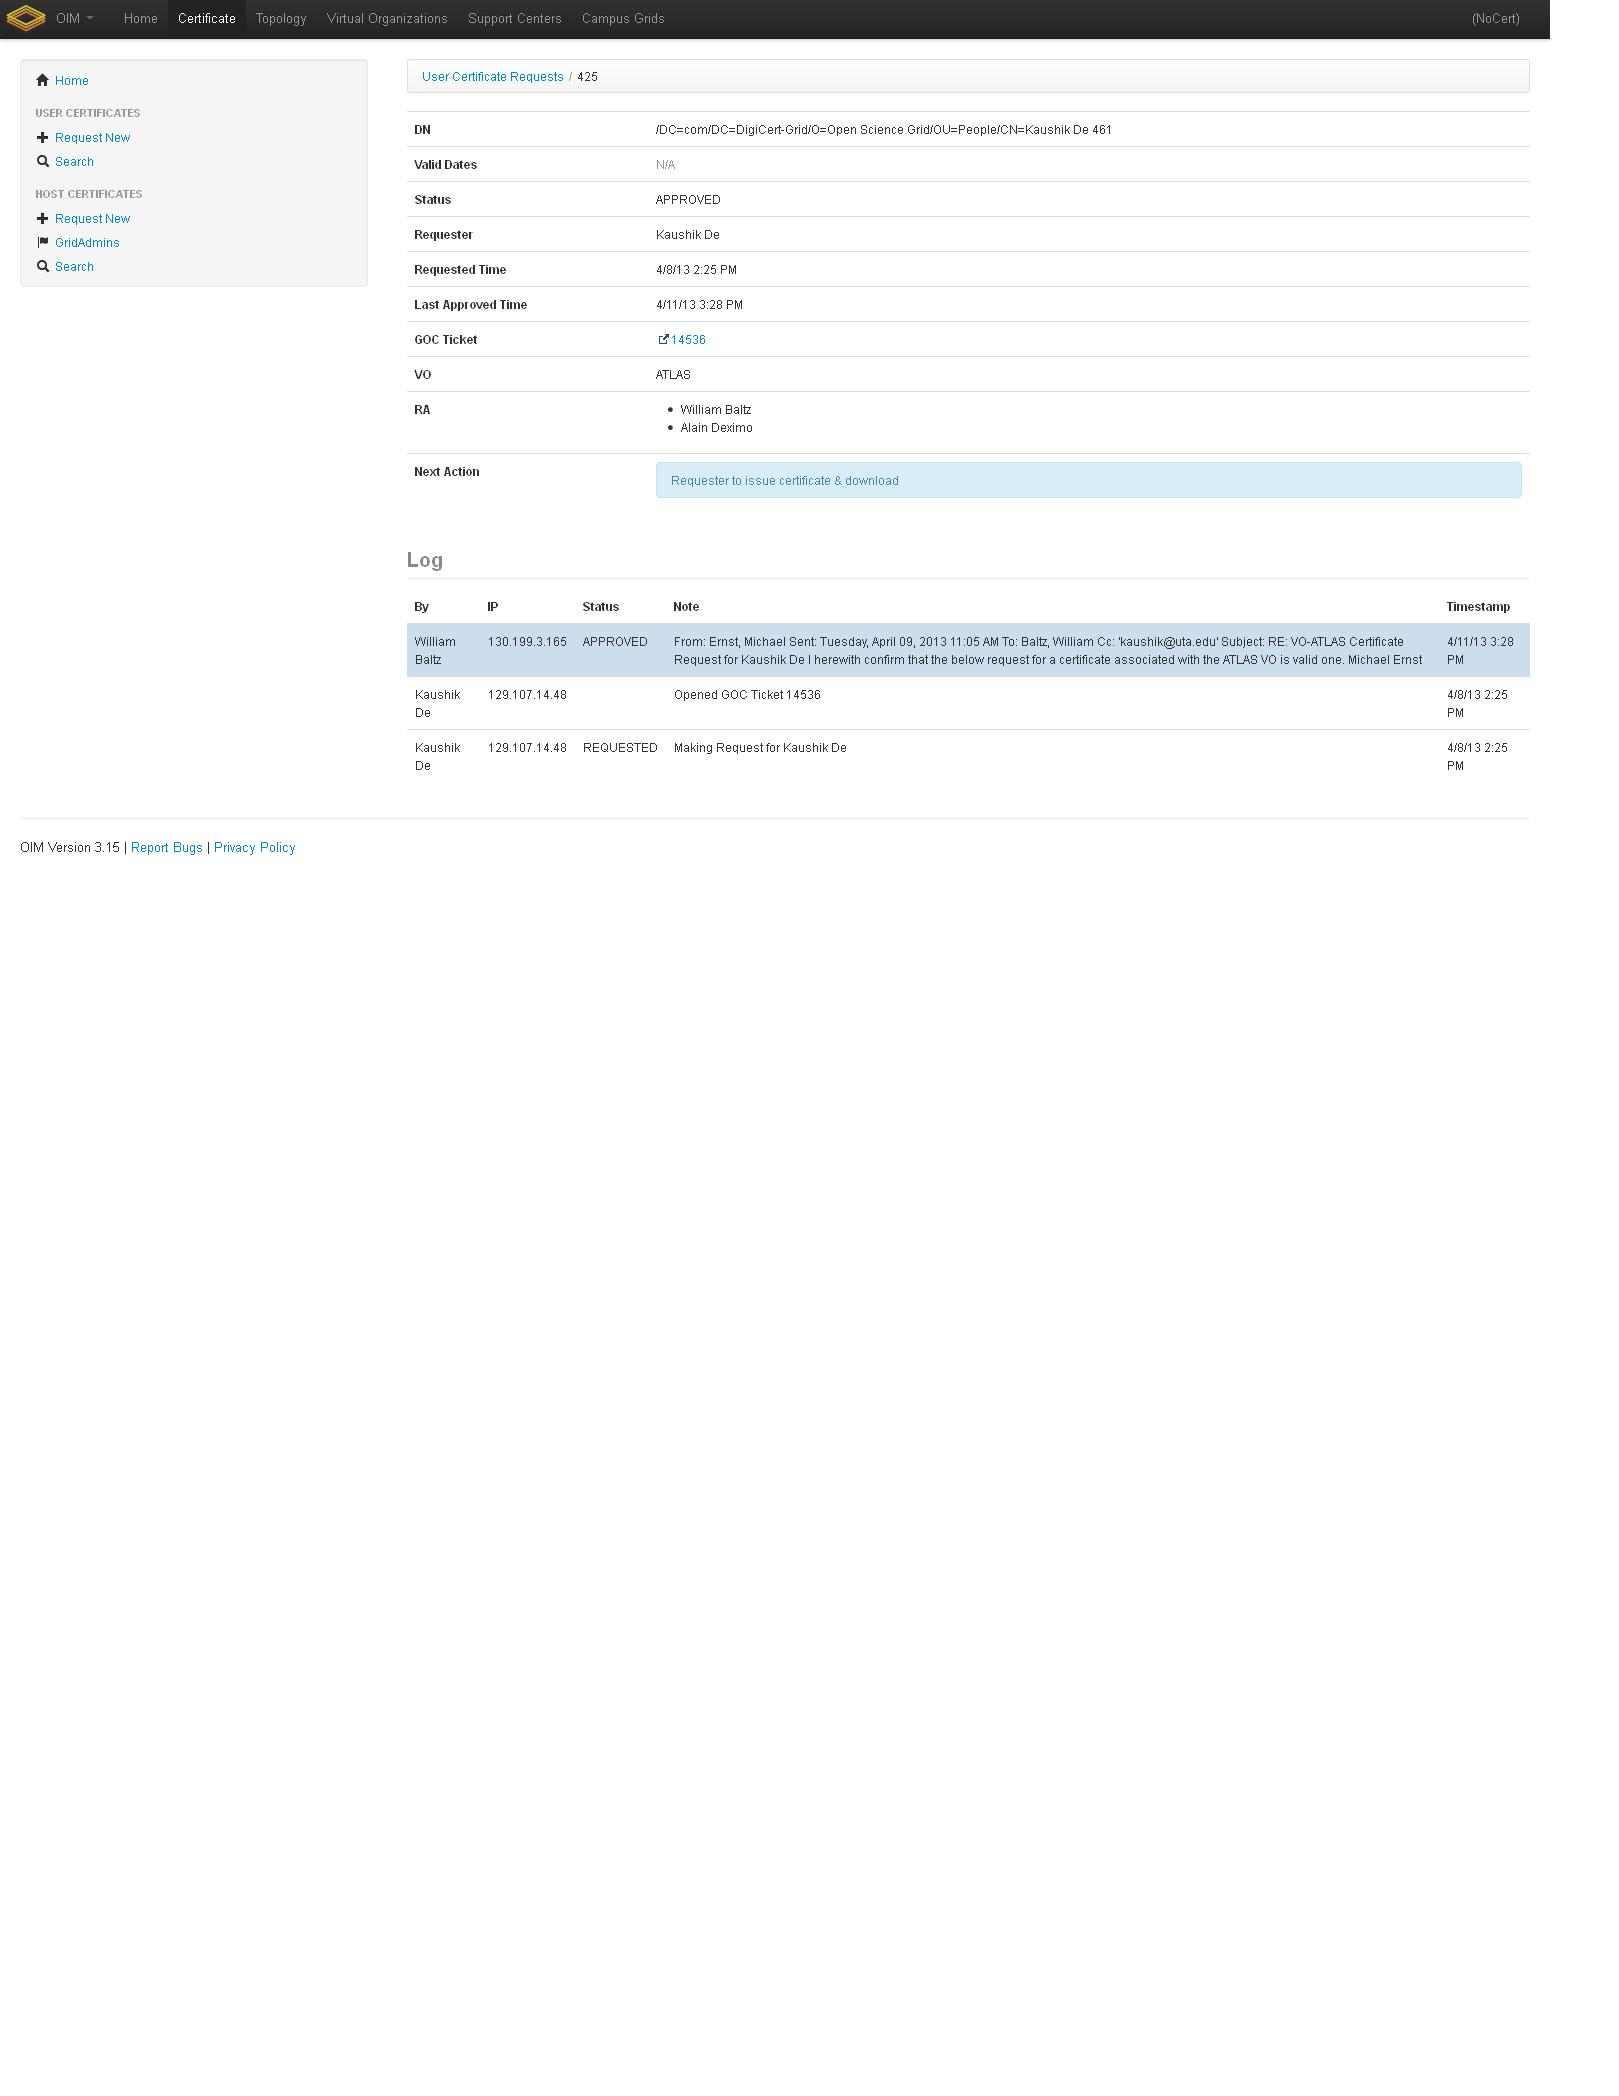 OIM Home Certificate Topology Virtual Organizations Support Centers Campus Grids (NoCert)
Home
USER CERTIFICATES
Request New
Search
HOST CERTIFICATES
Request New
GridAdmins
Search
User Certificate Requests / 425
DN /DC=com/DC=DigiCert-Grid/O=Open Science Grid/OU=People/CN=Kaushik De 461
Valid Dates N/A
Status APPROVED
Requester Kaushik De
Requested Time 4/8/13 2:25 PM
Last Approved Time 4/11/13 3:28 PM
GOC Ticket 14536
VO ATLAS
RA • William Baltz
• Alain Deximo
Next Action Requester to issue certificate & download
Log
By IP Status Note Timestamp
William 130.199.3.165 APPROVED From: Ernst, Michael Sent: Tuesday, April 09, 2013 11:05 AM To: Baltz, William Cc: 'kaushik@uta.edu' Subject: RE: VO-ATLAS Certificate 4/11/13 3:28
Baltz Request for Kaushik De I herewith confirm that the below request for a certificate associated with the ATLAS VO is valid one. Michael Ernst PM
Kaushik 129.107.14.48 Opened GOC Ticket 14536 4/8/13 2:25
De PM
Kaushik 129.107.14.48 REQUESTED Making Request for Kaushik De 4/8/13 2:25
De PM
OIM Version 3.15 | Report Bugs | Privacy Policy